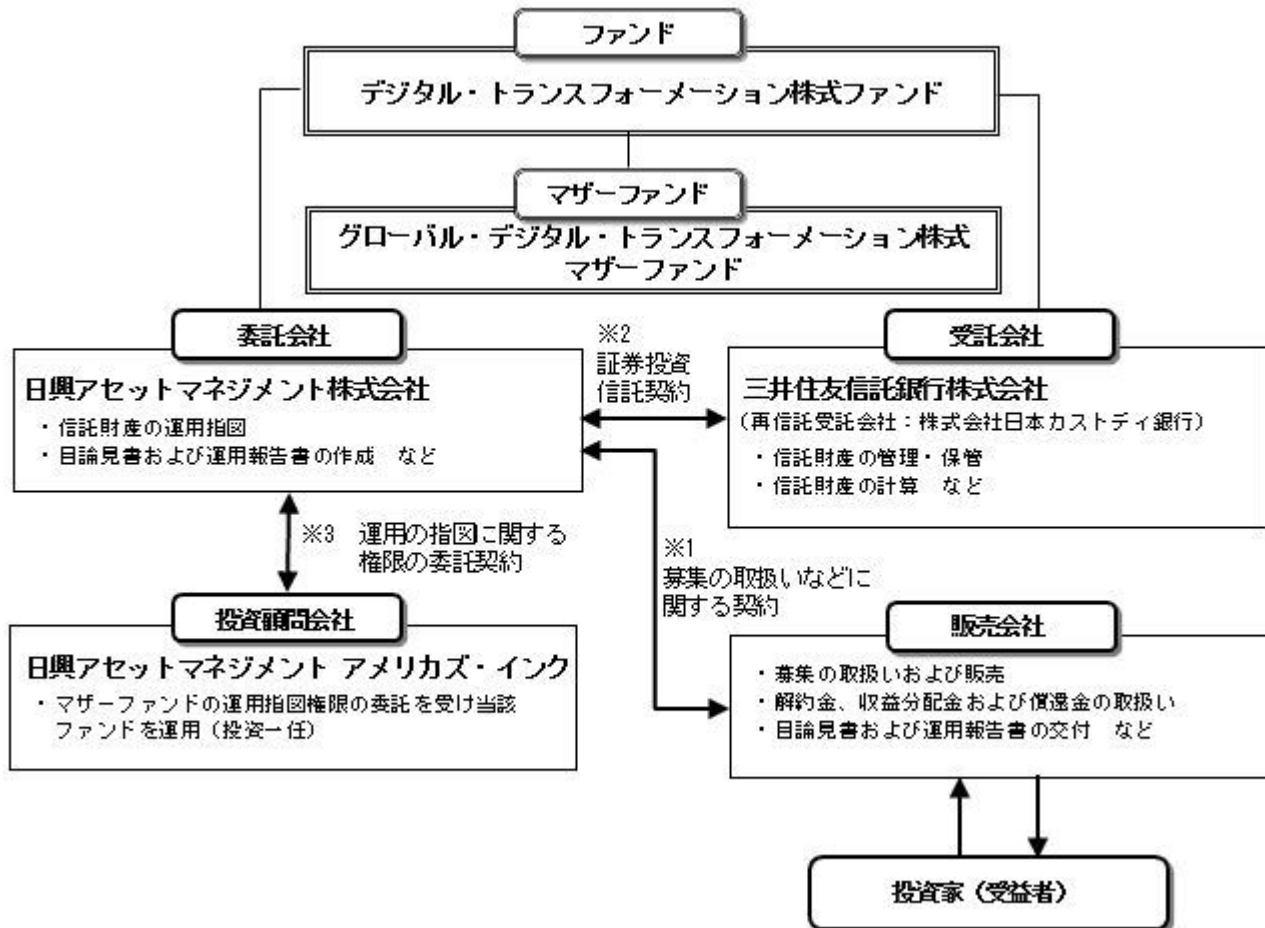 ファンド
デジタル・トランスフォーメーション株式ファンド
マザーファンド
グローバル・デジタル・トランスフォーメーション株式
マザーファンド
委託会社
日興アセットマネジメント株式会社
・信託財産の運用指図
・目論見書および運用報告書の作成 など
※2
証券投資
信託契約
受託会社
三井住友信託銀行株式会社
(再信託受託会社：株式会社日本カストディ銀行)
・信託財産の管理・保管
・信託財産の計算 など
※3 運用の指図に関する
権限の委託契約
※1
募集の取扱いなどに
関する契約
投資顧問会社
日興アセットマネジメント アメリカズ・インク
・マザーファンドの運用指図権限の委託を受け当該
ファンドを運用（投資一任）
販売会社
・募集の取扱いおよび販売
・解約金、収益分配金および償還金の取扱い
・目論見書および運用報告書の交付 など
投資家（受益者）